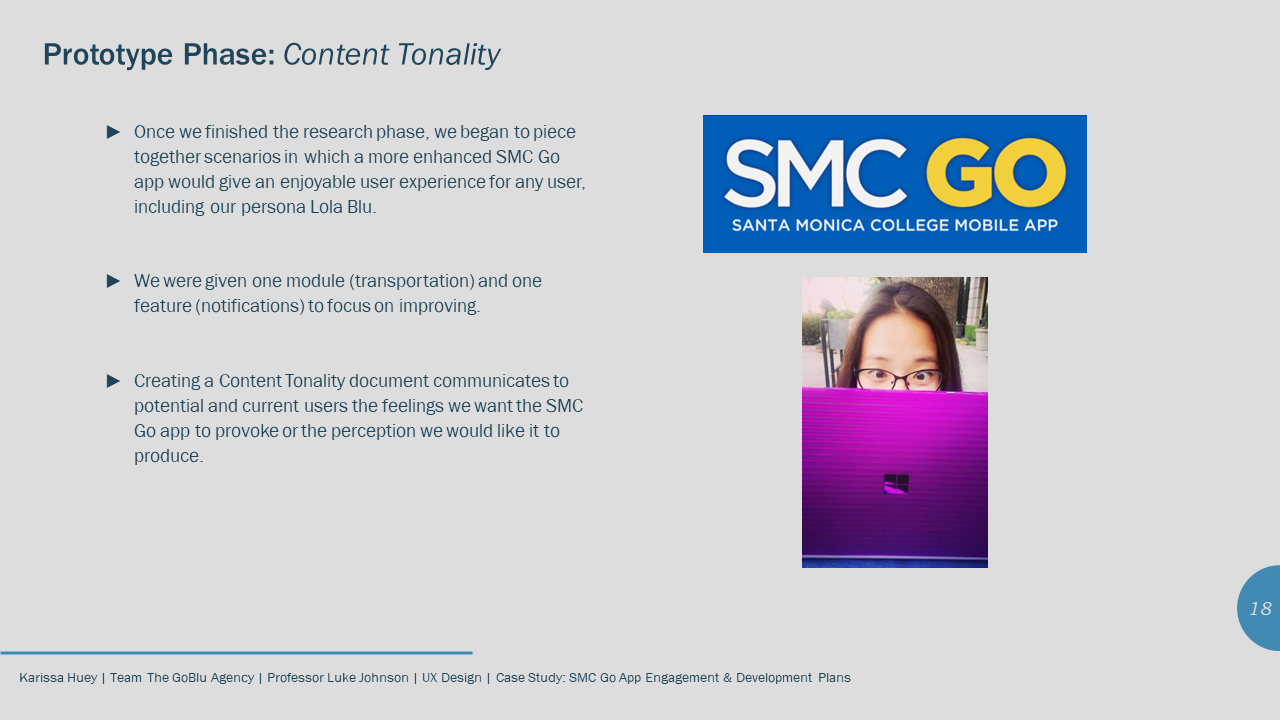 Prototype Phase: Content Tonality
Once we finished the research phase, we began to piece
together scenarios in which a more enhanced SMC Go
app would give an enjoyable user experience for any user,
including our persona Lola Blu.
We were given one module (transportation) and one
feature (notifications) to focus on improving.
Creating a Content Tonality document communicates to
potential and current users the feelings we want the SMC
Go app to provoke or the perception we would like it to
produce.
SMC GO
SANTA MONICA COLLEGE MOBILE APP
18
Karissa Huey | Team The GoBlu Agency | Professor Luke Johnson | UX Design | Case Study: SMC Go App Engagement & Development Plans